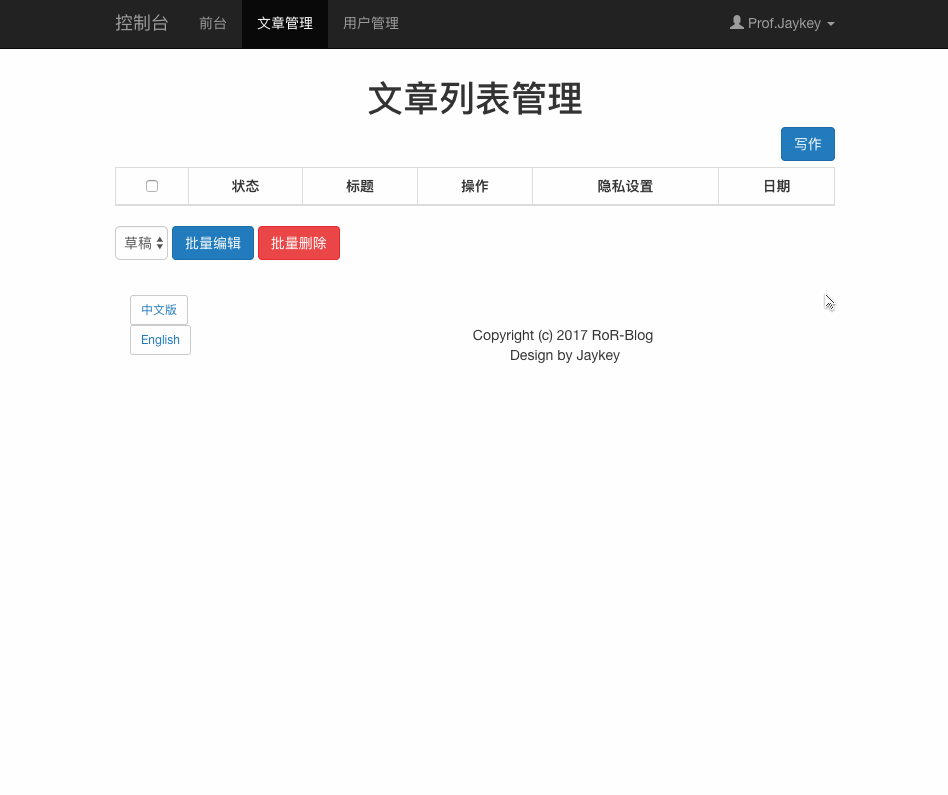 控制台 前台 文章管理 用户管理 Prof.Jaykey
文章列表管理
写作
状态 标题 操作 隐私设置 日期
草稿 批量编辑 批量删除
中文版
English
Copyright (c) 2017 RoR-Blog
Design by Jaykey